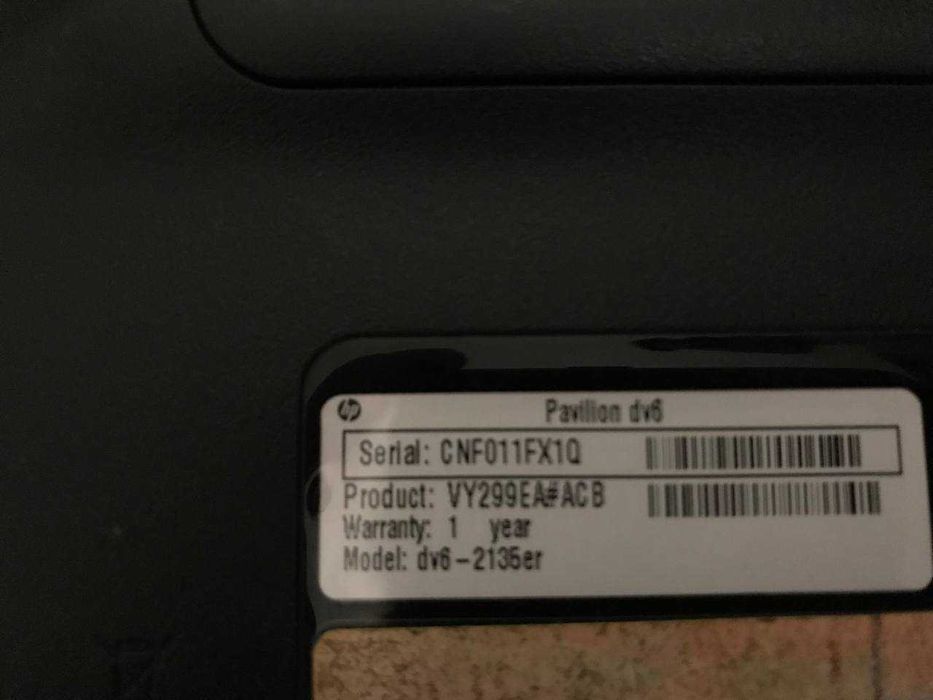 hp
Pavilion dv6
Serial: CNF011FX1Q
Product: VY299EA#ACB
Warranty: 1 year
Model: dv6-2135er